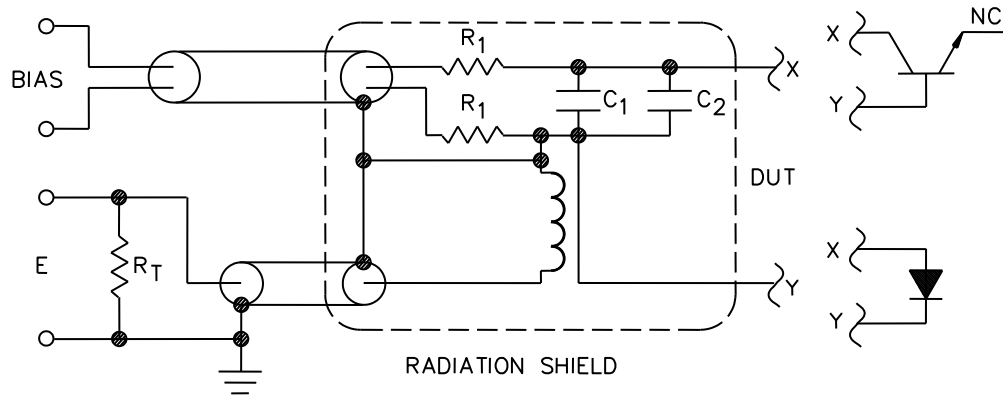 NC
X
R1
X
BIAS
C1
C2
Y
R1
DUT
X
E
RT
Y
Y
RADIATION SHIELD